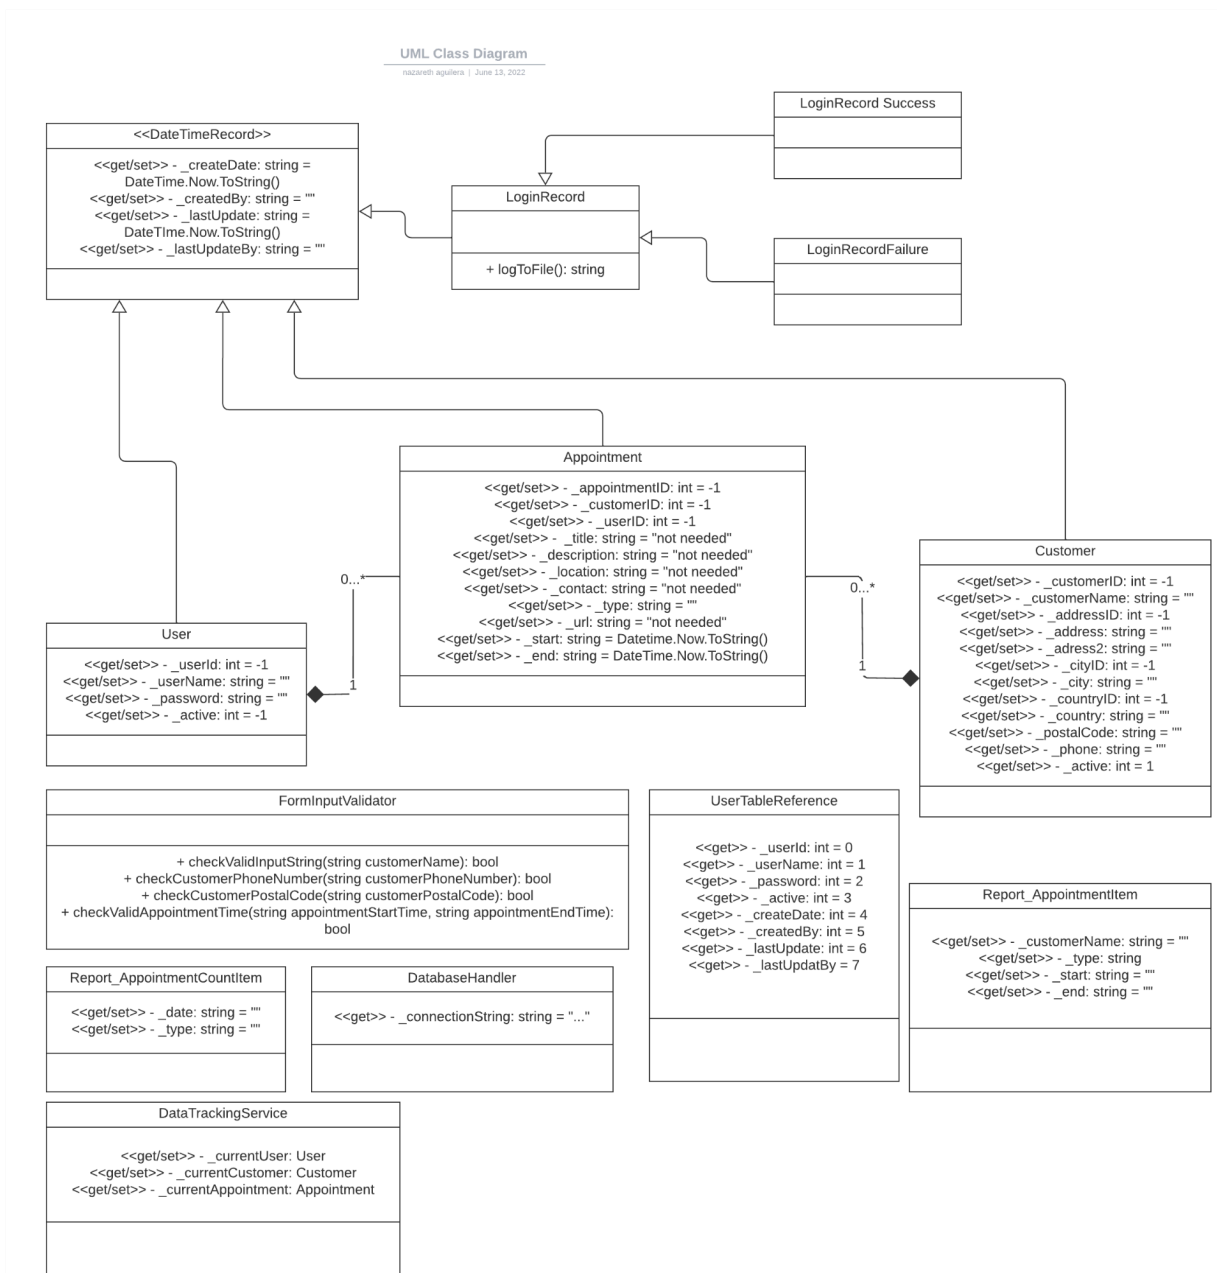 UML Class Diagram
nazareth aguilera | June 13, 2022
LoginRecord Success
<<DateTimeRecord>>
<<get/set>> - _createDate: string =
DateTime.Now.ToString()
<<get/set>> - _createdBy: string = ""
<<get/set>> - _lastUpdate: string =
DateTIme.Now.ToString()
<<get/set>> - _lastUpdateBy: string = ""
LoginRecord
+ logToFile(): string
LoginRecordFailure
Appointment
<<get/set>> - _appointmentID: int = -1
<<get/set>> - _customerID: int = -1
<<get/set>> - _userID: int = -1
<<get/set>> - _title: string = "not needed"
<<get/set>> - _description: string = "not needed"
<<get/set>> - _location: string = "not needed"
<<get/set>> - _contact: string = "not needed"
<<get/set>> - _type: string = ""
<<get/set>> - _url: string = "not needed"
<<get/set>> - _start: string = Datetime.Now.ToString()
<<get/set>> - _end: string = DateTime.Now.ToString()
0...*
1
0...*
1
User
<<get/set>> - _userId: int = -1
<<get/set>> - _userName: string = ""
<<get/set>> - _password: string = ""
<<get/set>> - _active: int = -1
Customer
<<get/set>> - _customerID: int = -1
<<get/set>> - _customerName: string = ""
<<get/set>> - _addressID: int = -1
<<get/set>> - _address: string = ""
<<get/set>> - _adress2: string = ""
<<get/set>> - _cityID: int = -1
<<get/set>> - _city: string = ""
<<get/set>> - _countryID: int = -1
<<get/set>> - _country: string = ""
<<get/set>> - _postalCode: string = ""
<<get/set>> - _phone: string = ""
<<get/set>> - _active: int = 1
FormInputValidator
+ checkValidInputString(string customerName): bool
+ checkCustomerPhoneNumber(string customerPhoneNumber): bool
+ checkCustomerPostalCode(string customerPostalCode): bool
+ checkValidAppointmentTime(string appointmentStartTime, string appointmentEndTime):
bool
UserTableReference
<<get>> - _userId: int = 0
<<get>> - _userName: int = 1
<<get>> - _password: int = 2
<<get>> - _active: int = 3
<<get>> - _createDate: int = 4
<<get>> - _createdBy: int = 5
<<get>> - _lastUpdate: int = 6
<<get>> - _lastUpdatBy = 7
Report_AppointmentItem
<<get/set>> - _customerName: string = ""
<<get/set>> - _type: string
<<get/set>> - _start: string = ""
<<get/set>> - _end: string = ""
Report_AppointmentCountItem
<<get/set>> - _date: string = ""
<<get/set>> - _type: string = ""
DatabaseHandler
<<get>> - _connectionString: string = "..."
DataTrackingService
<<get/set>> - _currentUser: User
<<get/set>> - _currentCustomer: Customer
<<get/set>> - _currentAppointment: Appointment